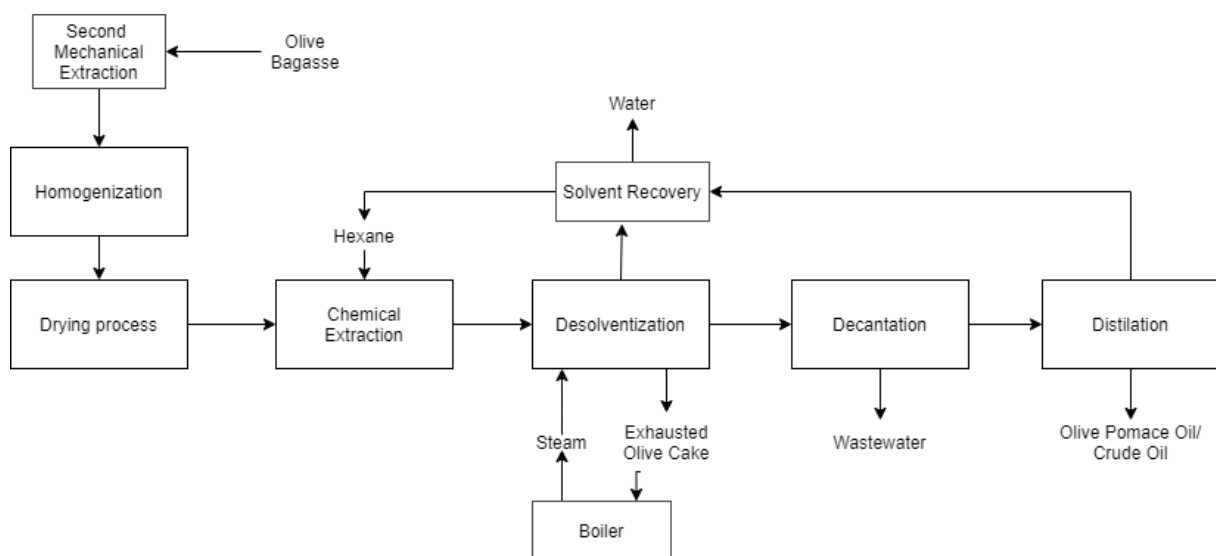 Second
Mechanical
Extraction
Olive
Bagasse
Water
Homogenization
Solvent Recovery
Hexane
Drying process
Chemical
Extraction
Desolventization
Decantation
Distilation
Steam
Exhausted
Olive Cake
Wastewater
Olive Pomace Oil/
Crude Oil
Boiler